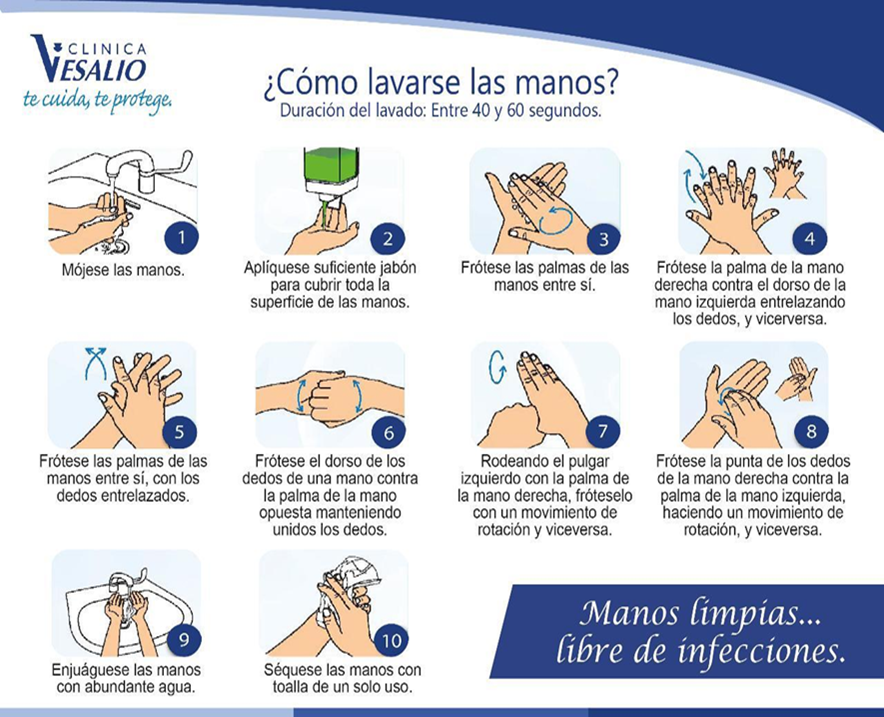 CLINICA
VESALIO
te cuida, te protege.
¿Cómo lavarse las manos?
Duración del lavado: Entre 40 y 60 segundos.
1
Mójese las manos.
2
Aplíquese suficiente jabón
para cubrir toda la
superficie de las manos.
3
Frótese las palmas de las
manos entre sí.
4
Frótese la palma de la mano
derecha contra el dorso de la
mano izquierda entrelazando
los dedos, y vicerversa.
5
Frótese las palmas de las
manos entre sí, con los
dedos entrelazados.
6
Frótese el dorso de los
dedos de una mano contra
la palma de la mano
opuesta manteniendo
unidos los dedos.
7
Rodeando el pulgar
izquierdo con la palma de
la mano derecha, fróteselo
con un movimiento de
rotación y viceversa.
8
Frótese la punta de los dedos
de la mano derecha contra la
palma de la mano izquierda,
haciendo un movimiento de
rotación, y viceversa.
9
Enjuáguese las manos
con abundante agua.
10
Séquese las manos con
toalla de un solo uso.
Manos limpias...
libre de infecciones.